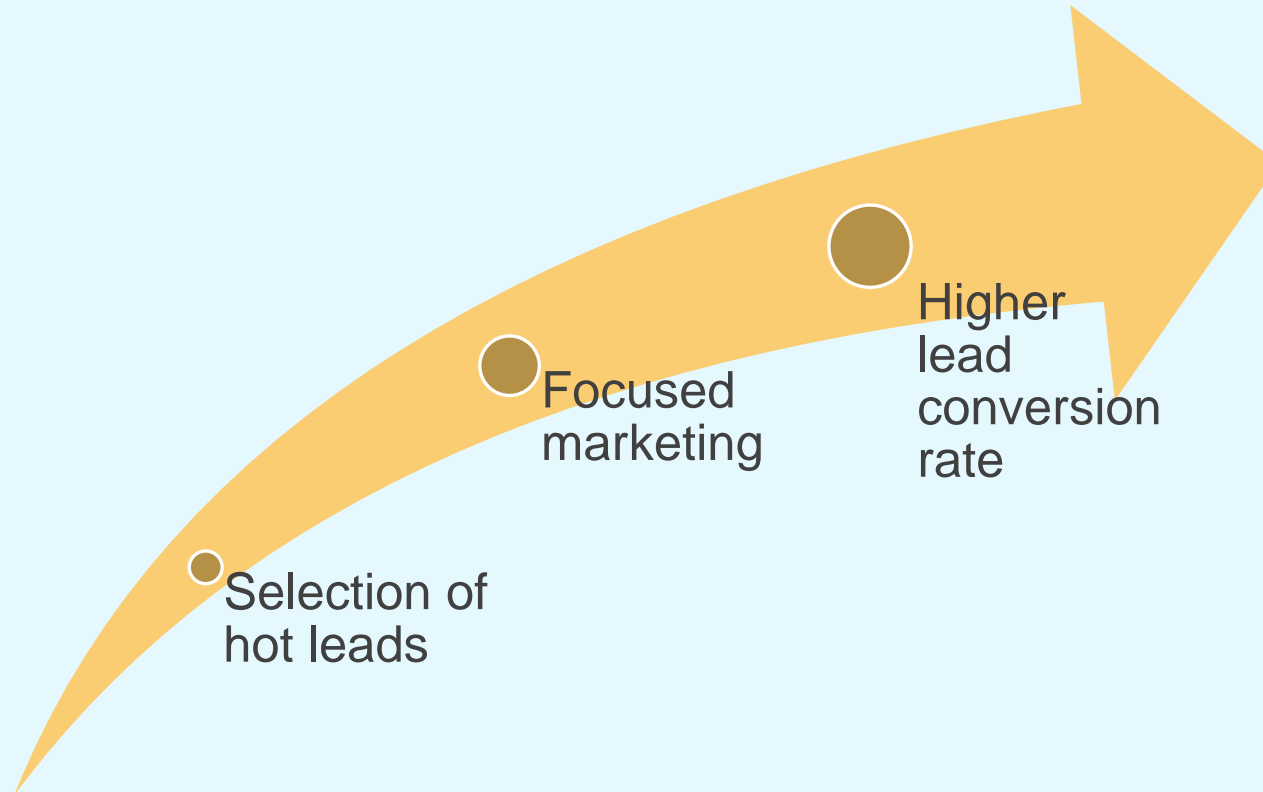 Selection of
hot leads
Focused
marketing
Higher
lead
conversion
rate